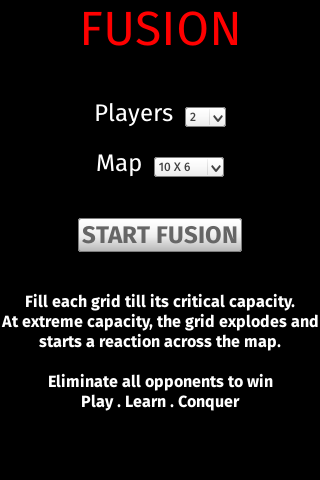 FUSION
Players 2
Map 10 X 6
START FUSION
Fill each grid till its critical capacity.
At extreme capacity, the grid explodes and
starts a reaction across the map.
Eliminate all opponents to win
Play . Learn . Conquer